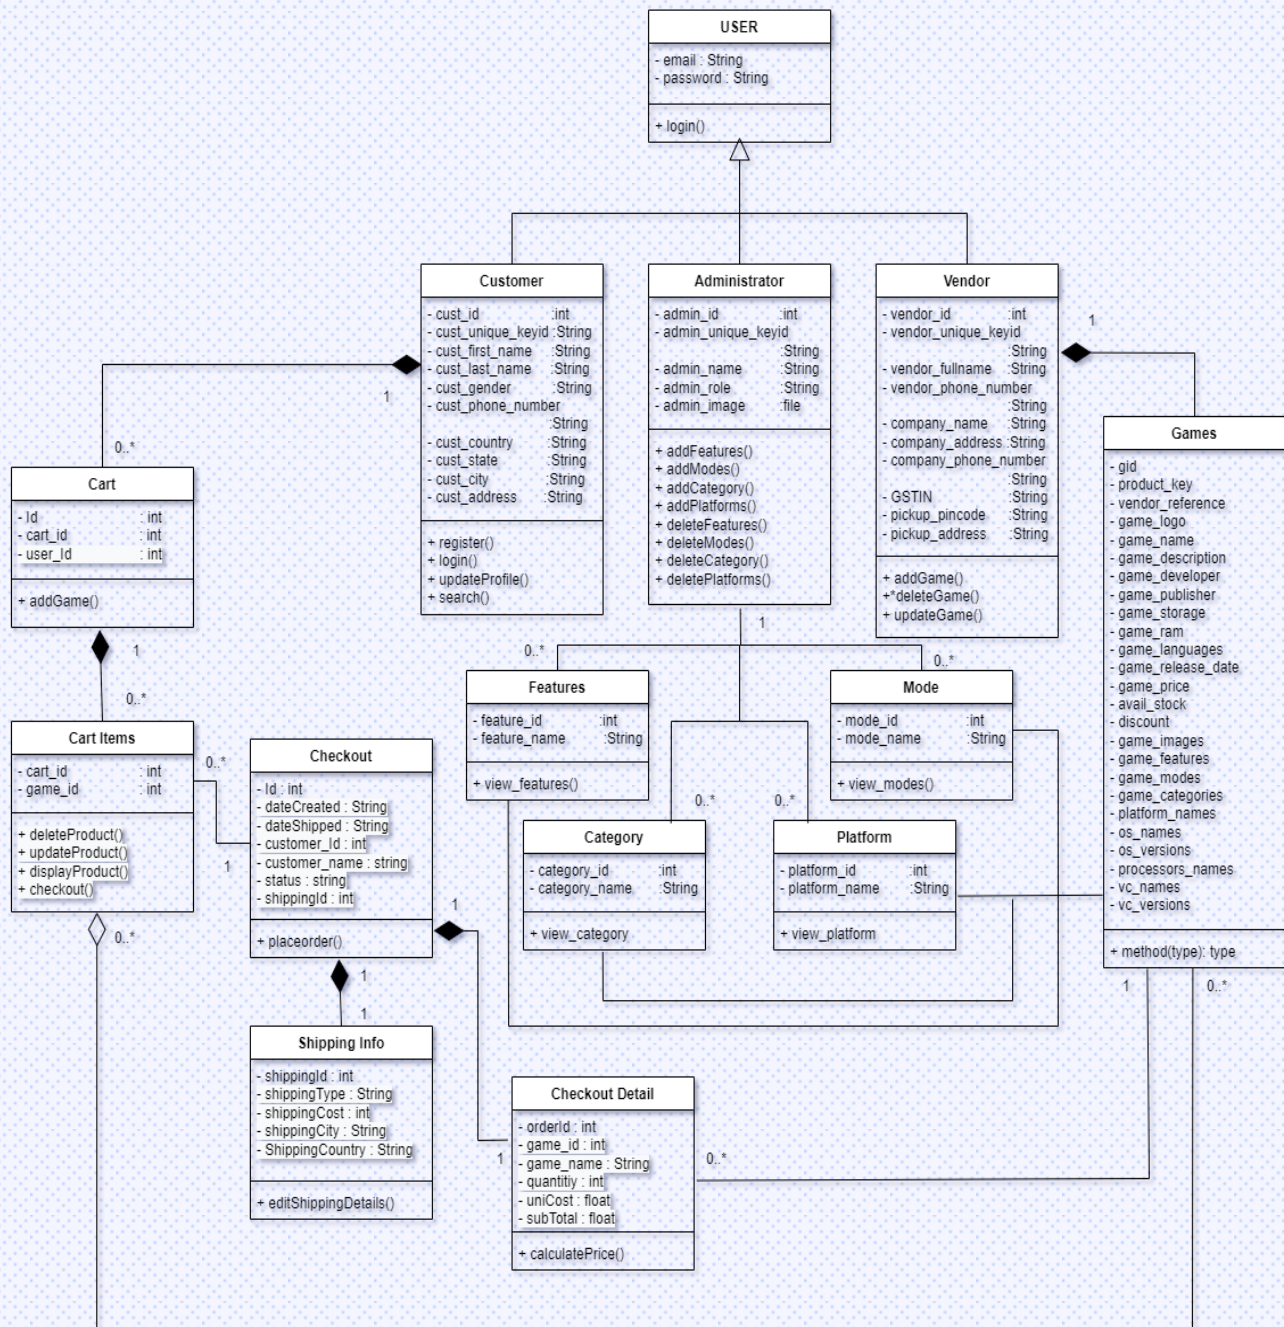 USER
- email : String
- password : String
+ login()
Customer
- cust_id :int
- cust_unique_keyid :String
- cust_first_name :String
- cust_last_name :String
- cust_gender :String
- cust_phone_number
:String
- cust_country :String
- cust_state :String
- cust_city :String
- cust_address :String
+ register()
+ login()
+ updateProfile()
+ search()
Administrator
- admin_id :int
- admin_unique_keyid
:String
- admin_name :String
- admin_role :String
- admin_image :file
+ addFeatures()
+ addModes()
+ addCategory()
+ addPlatforms()
+ deleteFeatures()
+ deleteModes()
+ deleteCategory()
+ deletePlatforms()
Vendor
- vendor_id :int
- vendor_unique_keyid
:String
- vendor_fullname :String
- vendor_phone_number
:String
- company_name :String
- company_address :String
- company_phone_number
:String
- GSTIN :String
- pickup_pincode :String
- pickup_address :String
+ addGame()
+*deleteGame()
+ updateGame()
1
Games
- gid
- product_key
- vendor_reference
- game_logo
- game_name
- game_description
- game_developer
- game_publisher
- game_storage
- game_ram
- game_languages
- game_release_date
- game_price
- avail_stock
- discount
- game_images
- game_features
- game_modes
- game_categories
- platform_names
- os_names
- os_versions
- processors_names
- vc_names
- vc_versions
+ method(type): type
1
0..*
1
0..*
Cart
- Id : int
- cart_id : int
- user_Id : int
+ addGame()
1
0..*
Cart Items
- cart_id : int
- game_id : int
+ deleteProduct()
+ updateProduct()
+ displayProduct()
+ checkout()
0..*
0..*
1
Checkout
- Id : int
- dateCreated : String
- dateShipped : String
- customer_Id : int
- customer_name : string
- status : string
- shippingId : int
+ placeorder()
1
1
1
Shipping Info
- shippingId : int
- shippingType : String
- shippingCost : int
- shippingCity : String
- ShippingCountry : String
+ editShippingDetails()
1
0..*
0..*
Features
- feature_id :int
- feature_name :String
+ view_features()
Mode
- mode_id :int
- mode_name :String
+ view_modes()
0..*
0..*
Category
- category_id :int
- category_name :String
+ view_category
Platform
- platform_id :int
- platform_name :String
+ view_platform
Checkout Detail
- orderId : int
- game_id : int
- game_name : String
- quantitiy : int
- uniCost : float
- subTotal : float
+ calculatePrice()
1
0..*